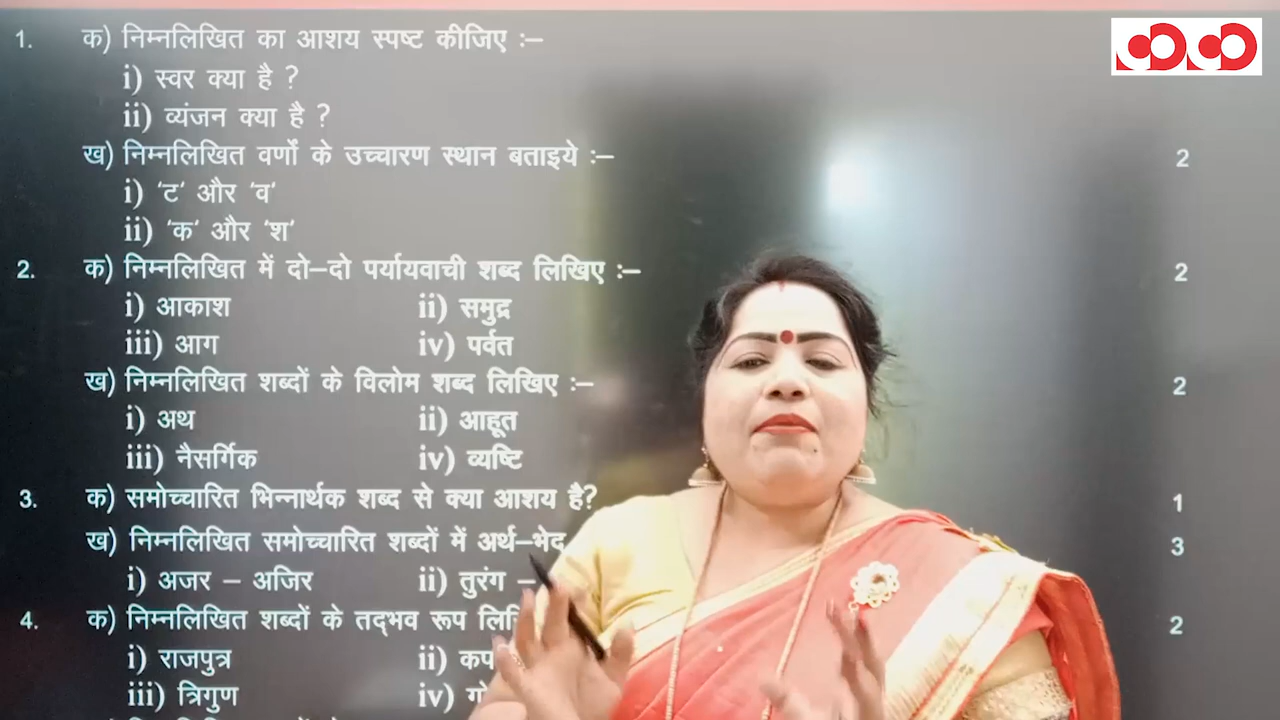 1. क) निम्नलिखित का आशय स्पष्ट कीजिए :–
i) स्वर क्या है ?
ii) व्यंजन क्या है ?
ख) निम्नलिखित वर्णों के उच्चारण स्थान बताइये :– 2
i) 'ट' और 'व'
ii) 'क' और 'श'
2. क) निम्नलिखित में दो–दो पर्यायवाची शब्द लिखिए :– 2
i) आकाश ii) समुद्र
iii) आग iv) पर्वत
ख) निम्नलिखित शब्दों के विलोम शब्द लिखिए :– 2
i) अथ ii) आहूत
iii) नैसर्गिक iv) व्यष्टि
3. क) समोच्चारित भिन्नार्थक शब्द से क्या आशय है? 1
ख) निम्नलिखित समोच्चारित शब्दों में अर्थ–भेद 3
i) अजर – अजिर ii) तुरंग –
4. क) निम्नलिखित शब्दों के तद्भव रूप 2
i) राजपुत्र ii)
iii) त्रिगुण iv)